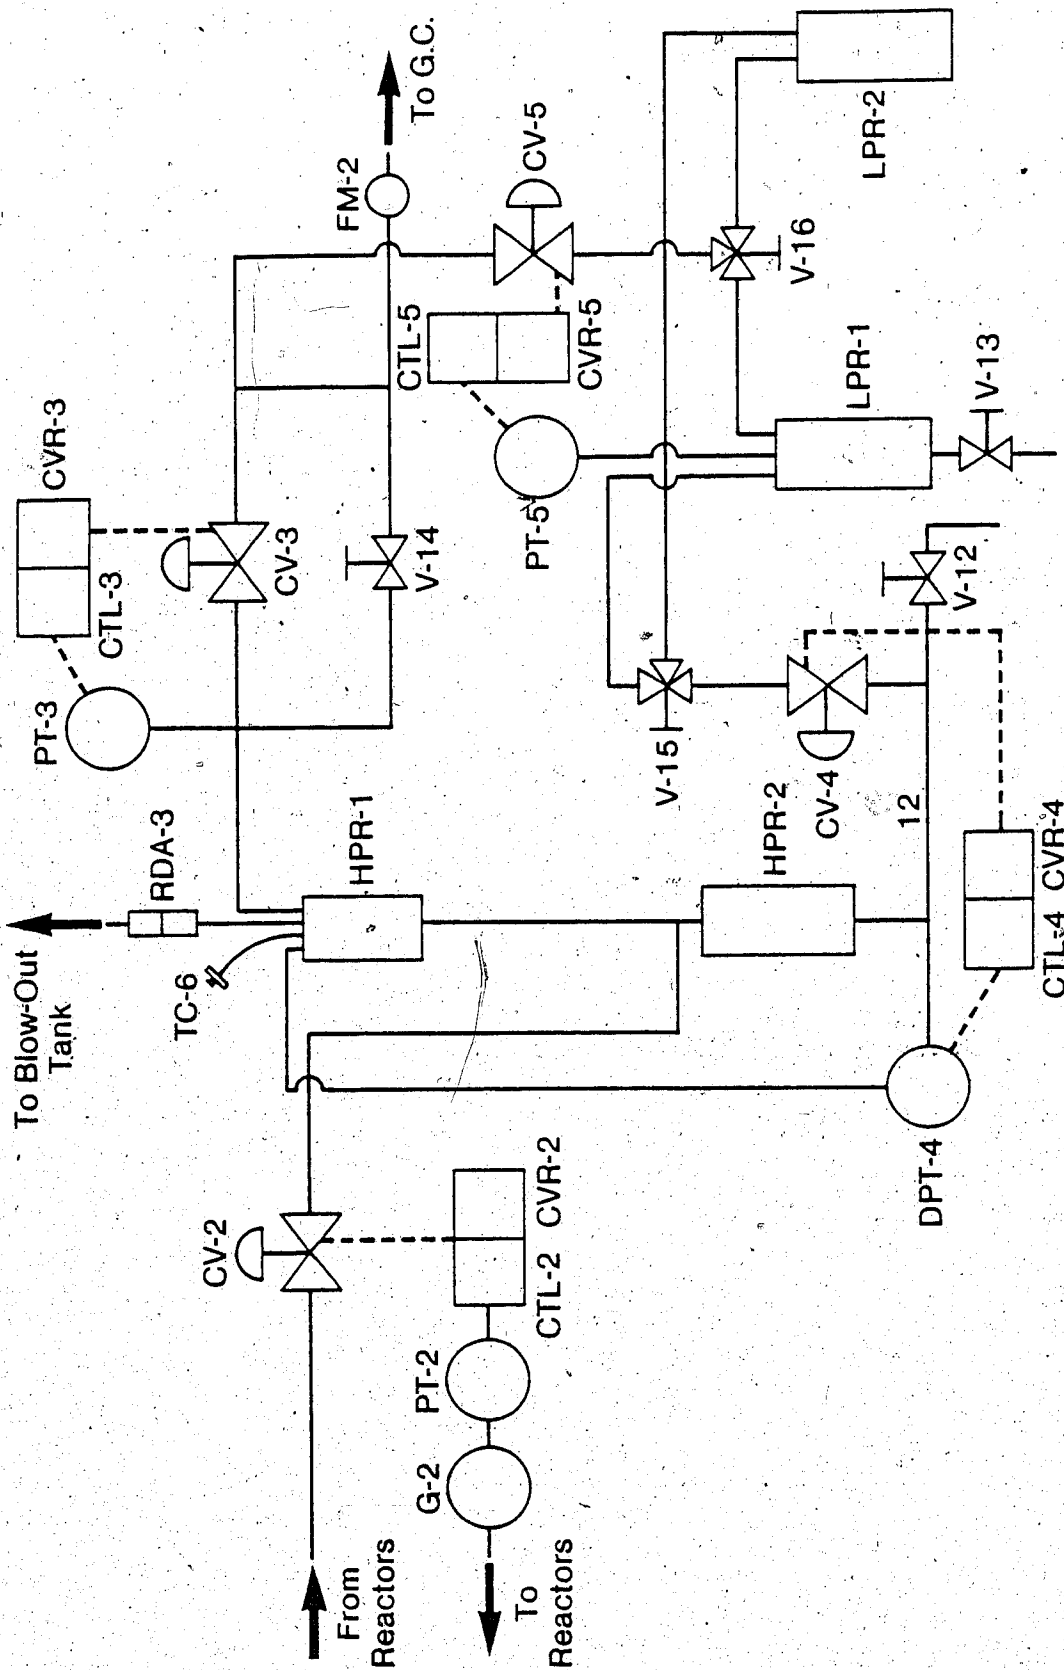 To Blow-Out
Tank
RDA-3
TC-6
HPR-1
PT-3
CTL-3
CVR-3
CV-3
V-14
FM-2
To G.C.
CV-5
CTL-5
CVR-5
PT-5
CV-2
CTL-2
CVR-2
PT-2
G-2
From
Reactors
To
Reactors
V-15
CV-4
HPR-2
12
V-12
DPT-4
CTL-4
CVR-4
LPR-1
V-13
V-16
LPR-2